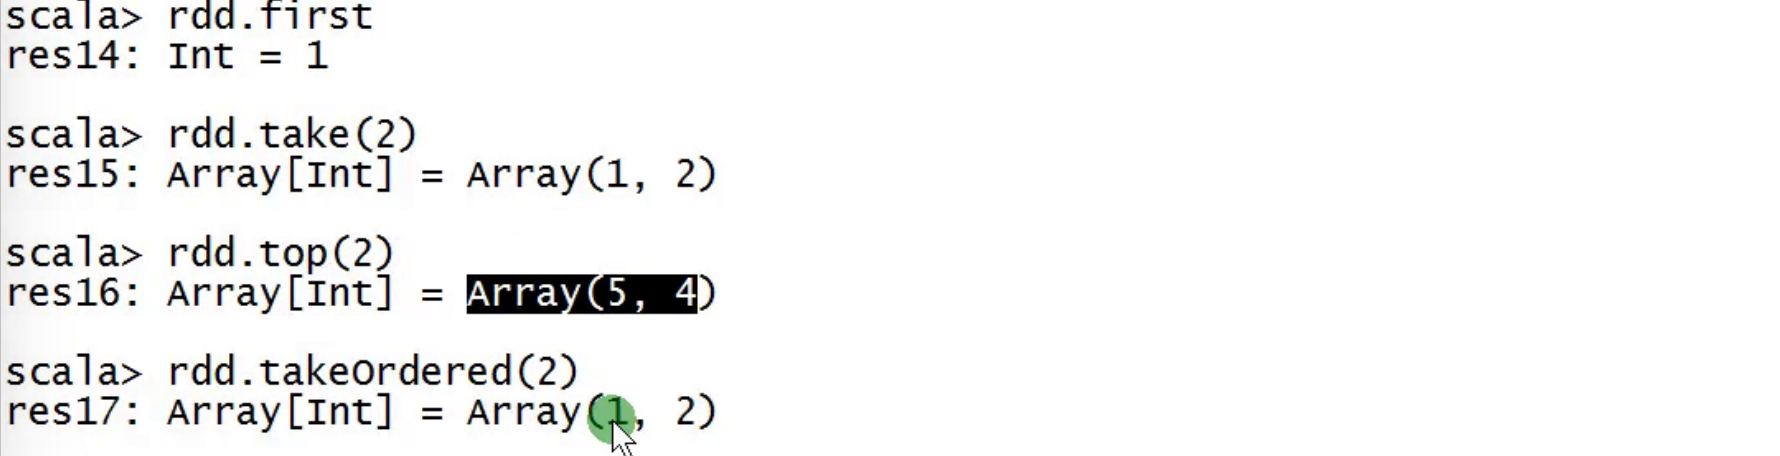 scala> rdd.first
res14: Int = 1
scala> rdd.take(2)
res15: Array[Int] = Array(1, 2)
scala> rdd.top(2)
res16: Array[Int] = Array(5, 4)
scala> rdd.takeOrdered(2)
res17: Array[Int] = Array(1, 2)